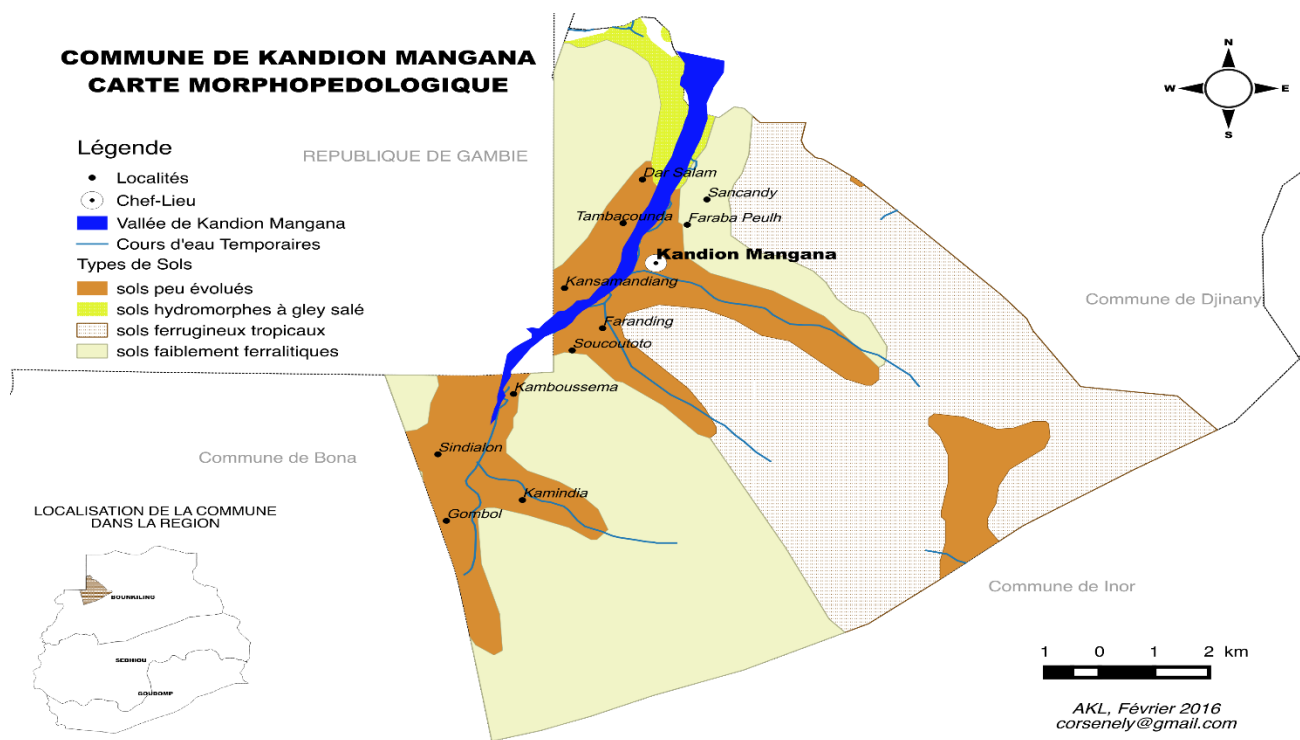 COMMUNE DE KANDION MANGANA
CARTE MORPHOPEDOLOGIQUE
Légende
Localités
Chef-Lieu
Vallée de Kandion Mangana
Cours d'eau Temporaires
Types de Sols
sols peu évolués
sols hydromorphes à gley salé
sols ferrugineux tropicaux
sols faiblement ferralitiques
REPUBLIQUE DE GAMBIE
N
W
E
S
Dar Salam
Sancandy
Tambacounda
Faraba Peulh
Kandion Mangana
Kansamandiang
Faranding
Soucoutoto
Kamboussema
Sindialon
Kamindia
Gombol
Commune de Djinany
Commune de Bona
Commune de Inor
LOCALISATION DE LA COMMUNE
DANS LA REGION
BOUNKILING
SEDHIOU
GOUDOMP
1 0 1 2 km
AKL, Février 2016
corsenely@gmail.com